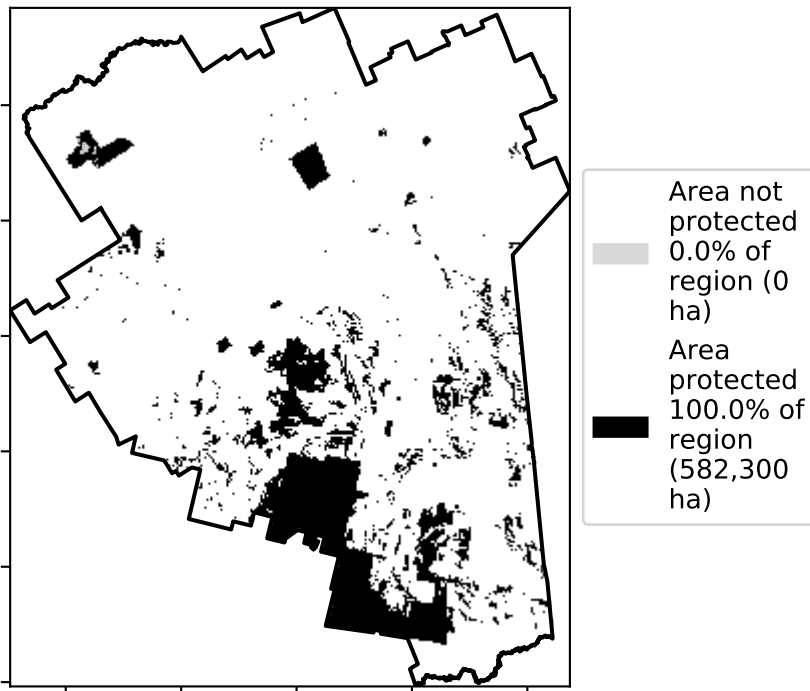 Area not
protected
0.0% of
region (0
ha)
Area
protected
100.0% of
region
(582,300
ha)